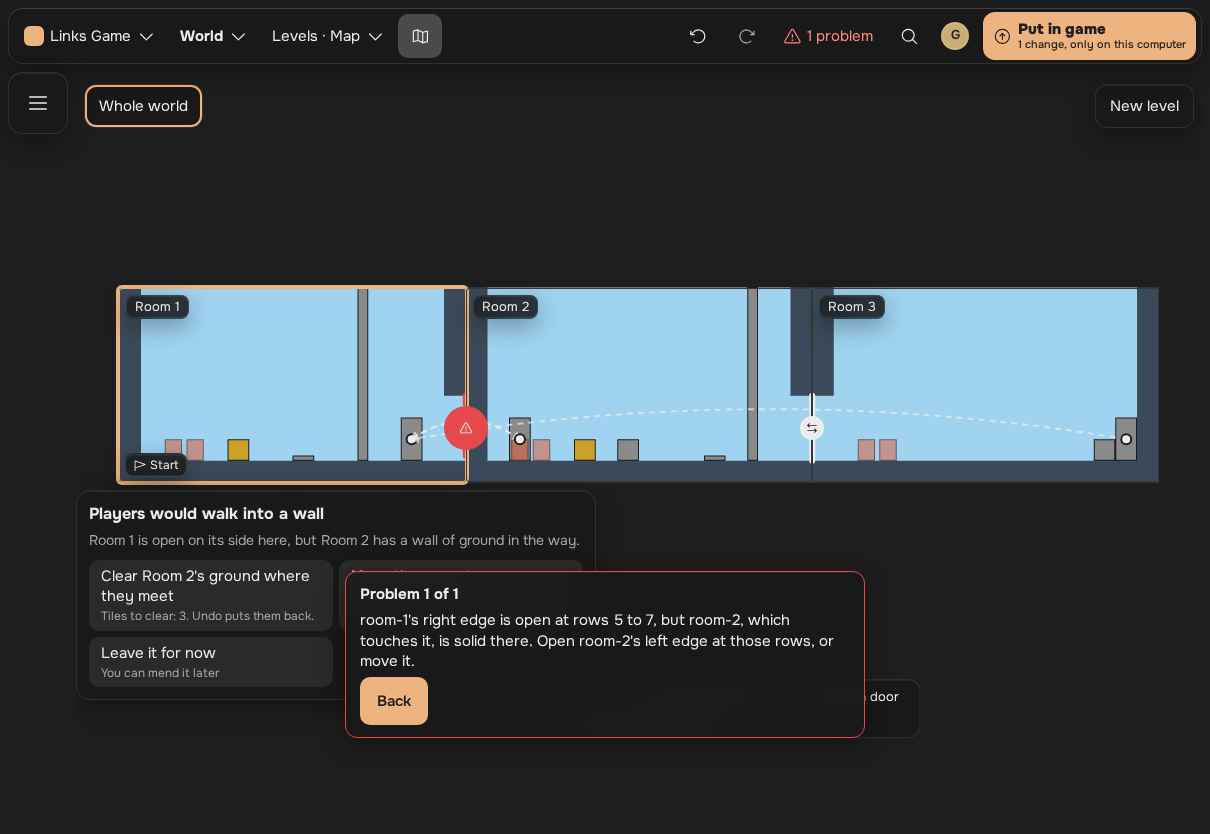 Links Game
World
Levels · Map
1 problem
G
Put in game
1 change, only on this computer
Whole world
New level
Room 1
Room 2
Room 3
Start
Players would walk into a wall
Room 1 is open on its side here, but Room 2 has a wall of ground in the way.
Clear Room 2's ground where
they meet
Tiles to clear: 3. Undo puts them back.
Leave it for now
You can mend it later
Problem 1 of 1
room-1's right edge is open at rows 5 to 7, but room-2, which
touches it, is solid there. Open room-2's left edge at those rows, or
move it.
Back
door